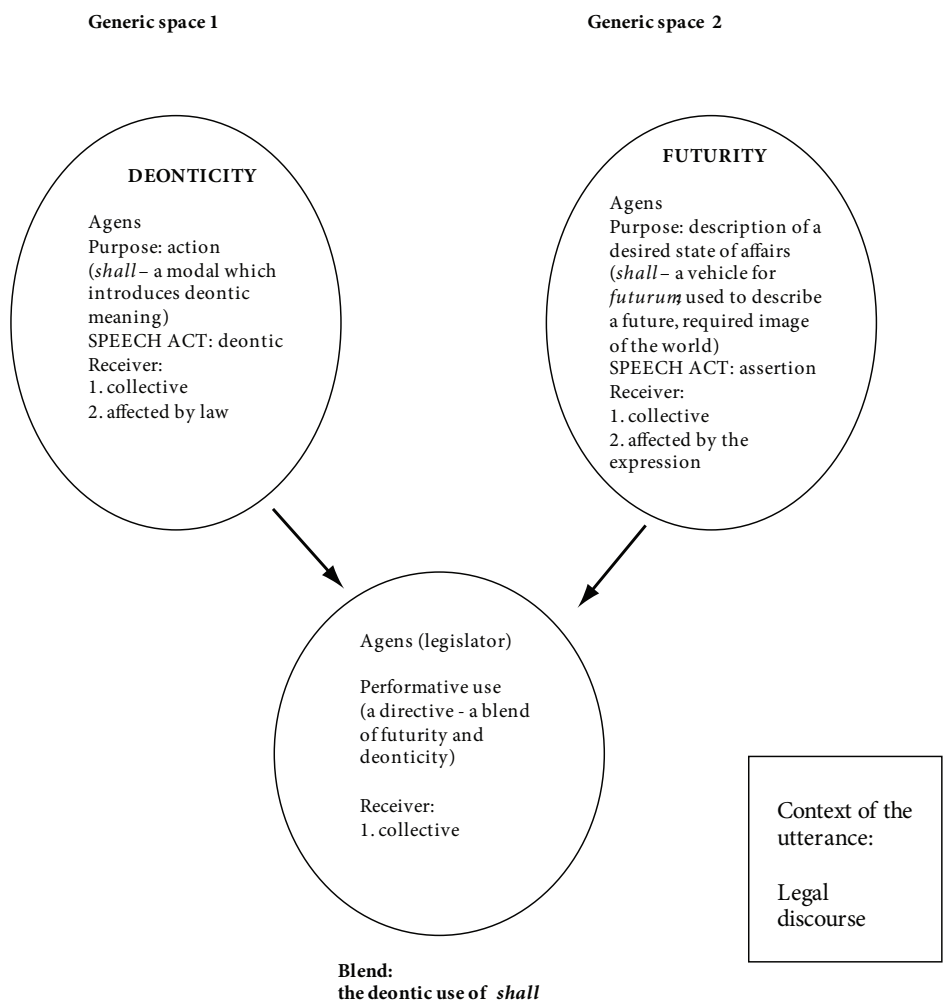 Generic space 1
Generic space 2
DEONTICITY
Agens
Purpose: action
(shall – a modal which
introduces deontic
meaning)
SPEECH ACT: deontic
Receiver:
1. collective
2. affected by law
FUTURITY
Agens
Purpose: description of a
desired state of affairs
(shall – a vehicle for
futurum; used to describe
a future, required image
of the world)
SPEECH ACT: assertion
Receiver:
1. collective
2. affected by the
expression
Agens (legislator)
Performative use
(a directive - a blend
of futurity and
deonticity)
Receiver:
1. collective
Context of the
utterance:
Legal
discourse
Blend:
the deontic use of shall